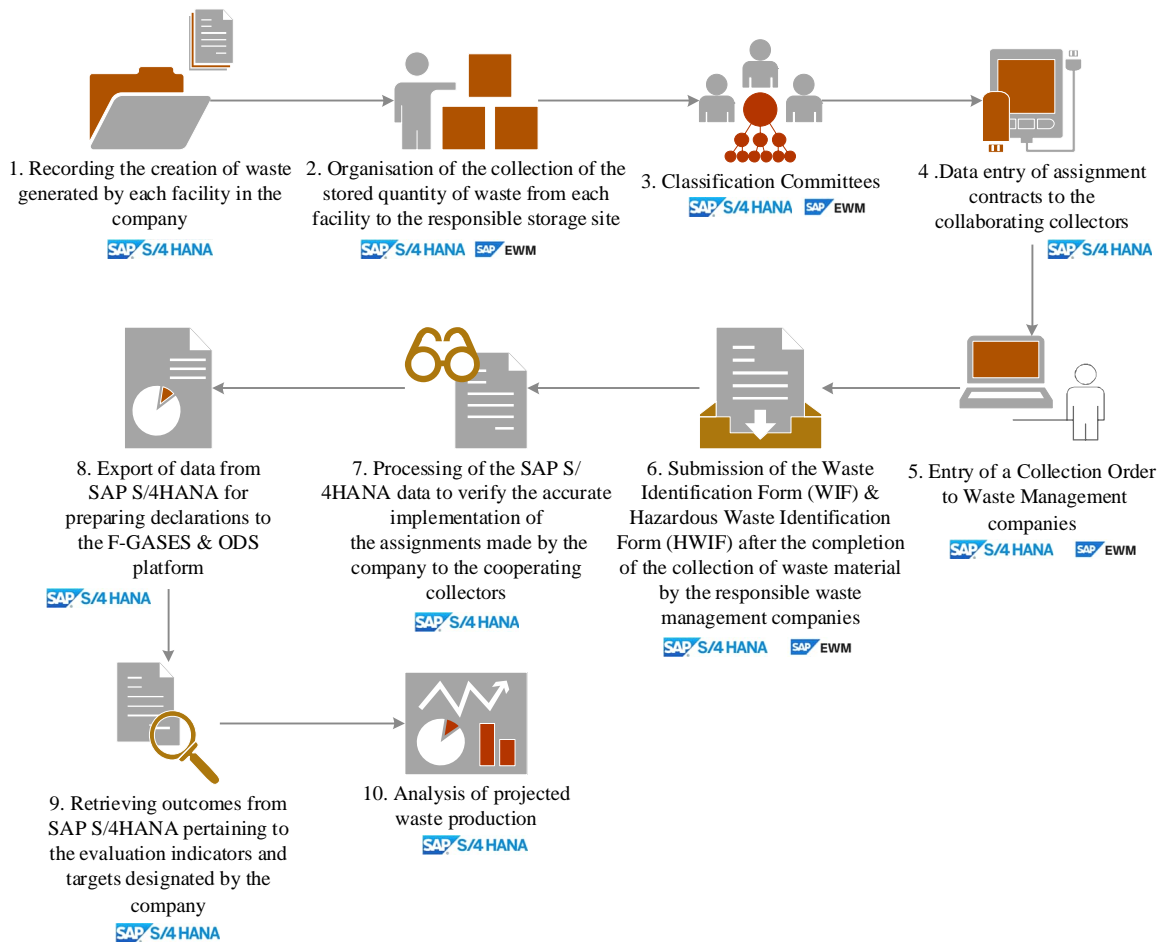 1. Recording the creation of waste
generated by each facility in the
company
SAP S/4HANA
2. Organisation of the collection of the
stored quantity of waste from each
facility to the responsible storage site
SAP S/4HANA SAP EWM
3. Classification Committees
SAP S/4HANA SAP EWM
4 .Data entry of assignment
contracts to the
collaborating collectors
SAP S/4HANA
5. Entry of a Collection Order
to Waste Management
companies
SAP S/4HANA SAP EWM
6. Submission of the Waste
Identification Form (WIF) &
Hazardous Waste Identification
Form (HWIF) after the completion
of the collection of waste material
by the responsible waste
management companies
SAP S/4HANA SAP EWM
7. Processing of the SAP S/
4HANA data to verify the accurate
implementation of
the assignments made by the
company to the cooperating
collectors
SAP S/4HANA
8. Export of data from
SAP S/4HANA for
preparing declarations to
the F-GASES & ODS
platform
SAP S/4HANA
9. Retrieving outcomes from
SAP S/4HANA pertaining to
the evaluation indicators and
targets designated by the
company
SAP S/4HANA
10. Analysis of projected
waste production
SAP S/4HANA